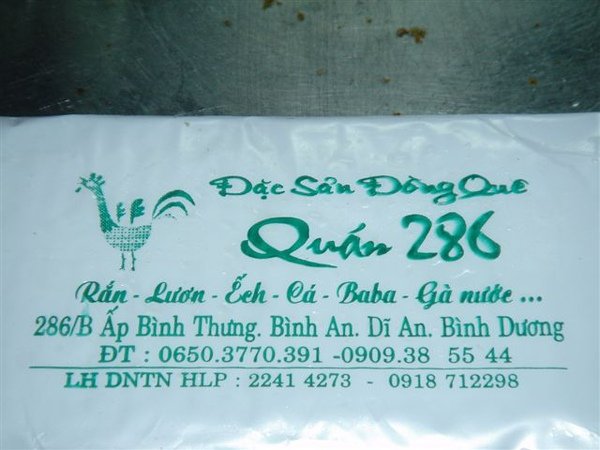 Đặc Sản Đồng Quê
Quán 286
Rắn - Lươn - Ếch - Cá - Baba - Gà nước ...
286/B Ấp Bình Thưng. Bình An. Dĩ An. Bình Dương
ĐT : 0650.3770.391 -0909.38 55 44
LH DNTN HLP : 2241 4273 - 0918 712298